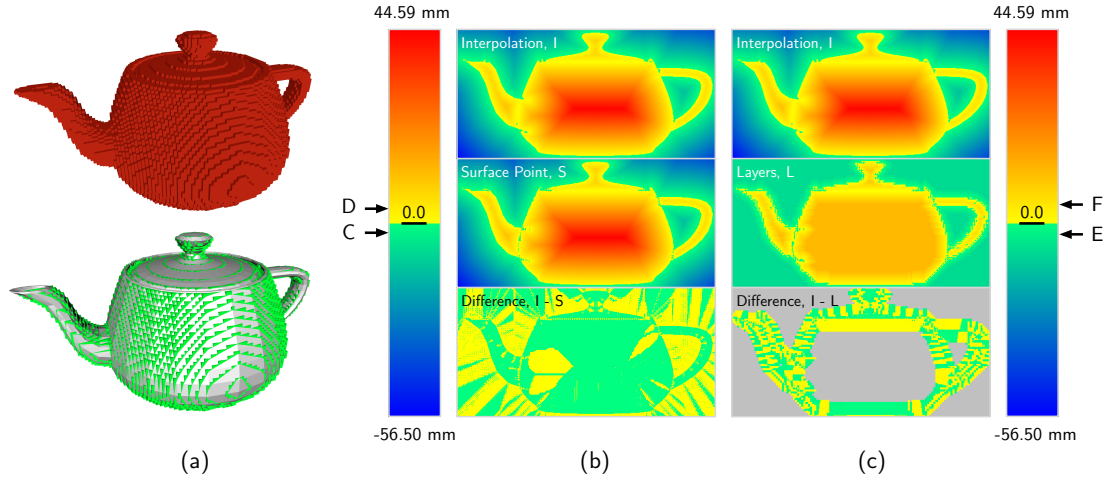 44.59 mm
44.59 mm
Interpolation, I
Interpolation, I
Surface Point, S
Layers, L
D
0.0
C
0.0
F
E
Difference, I - S
Difference, I - L
-56.50 mm
-56.50 mm
(a)
(b)
(c)